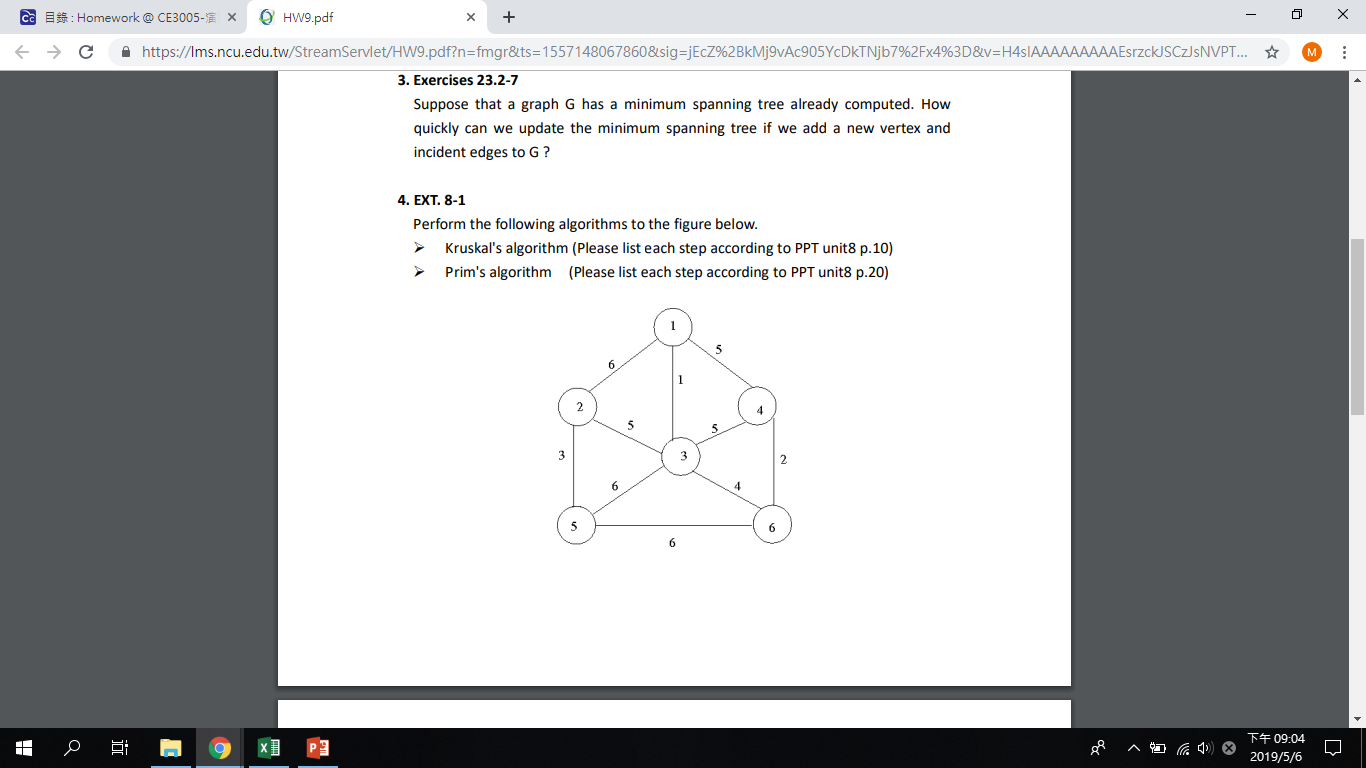 目錄 : Homework @ CE3005-演
HW9.pdf
https://lms.ncu.edu.tw/StreamServlet/HW9.pdf?n=fmgr&ts=1557148067860&sig=jEcZ%2BkMj9vAc905YcDkTNjb7%2Fx4%3D&v=H4sIAAAAAAAAAEsrzckJSCzJsNVPT...
M
3. Exercises 23.2-7
Suppose that a graph G has a minimum spanning tree already computed. How
quickly can we update the minimum spanning tree if we add a new vertex and
incident edges to G ?
4. EXT. 8-1
Perform the following algorithms to the figure below.
➢ Kruskal's algorithm (Please list each step according to PPT unit8 p.10)
➢ Prim's algorithm (Please list each step according to PPT unit8 p.20)
1
5
6
1
2
4
5
5
3
3
2
6
4
5
6
6
下午 09:04
2019/5/6